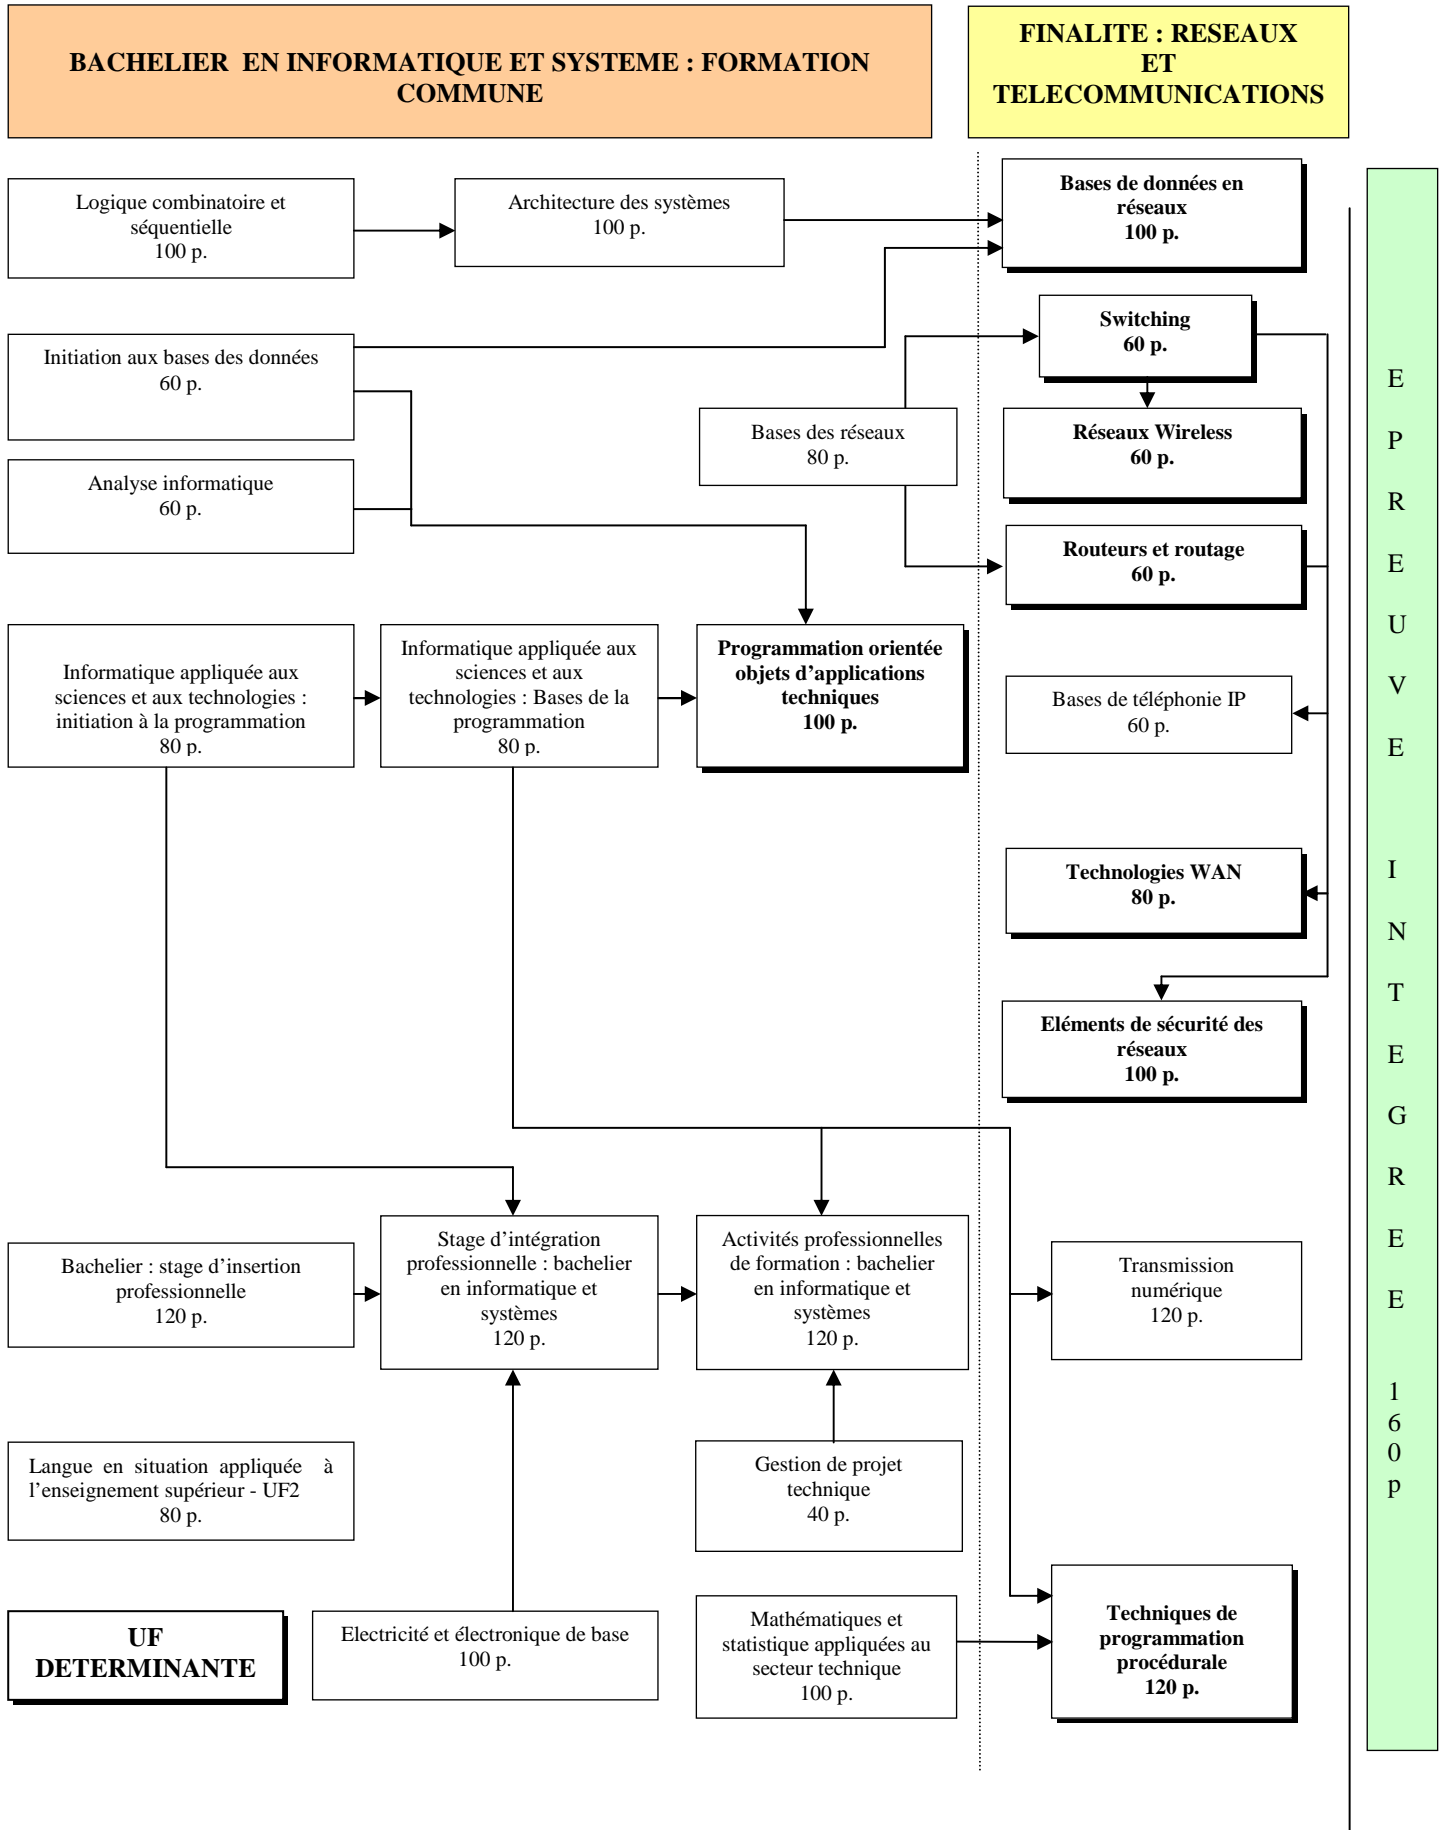 BACHELIER EN INFORMATIQUE ET SYSTEME : FORMATION
COMMUNE
FINALITE : RESEAUX
ET
TELECOMMUNICATIONS
Logique combinatoire et
séquentielle
100 p.
Architecture des systèmes
100 p.
Bases de données en
réseaux
100 p.
Initiation aux bases des données
60 p.
Switching
60 p.
Bases des réseaux
80 p.
Réseaux Wireless
60 p.
Analyse informatique
60 p.
Routeurs et routage
60 p.
Informatique appliquée aux
sciences et aux technologies :
initiation à la programmation
80 p.
Informatique appliquée aux
sciences et aux
technologies : Bases de la
programmation
80 p.
Programmation orientée
objets d'applications
techniques
100 p.
Bases de téléphonie IP
60 p.
Technologies WAN
80 p.
Eléments de sécurité des
réseaux
100 p.
Bachelier : stage d'insertion
professionnelle
120 p.
Stage d'intégration
professionnelle : bachelier
en informatique et
systèmes
120 p.
Activités professionnelles
de formation : bachelier
en informatique et
systèmes
120 p.
Transmission
numérique
120 p.
Langue en situation appliquée à
l'enseignement supérieur - UF2
80 p.
Gestion de projet
technique
40 p.
UF
DETERMINANTE
Electricité et électronique de base
100 p.
Mathématiques et
statistique appliquées au
secteur technique
100 p.
Techniques de
programmation
procédurale
120 p.
E
P
R
E
U
V
E
I
N
T
E
G
R
E
E
1
6
0
p